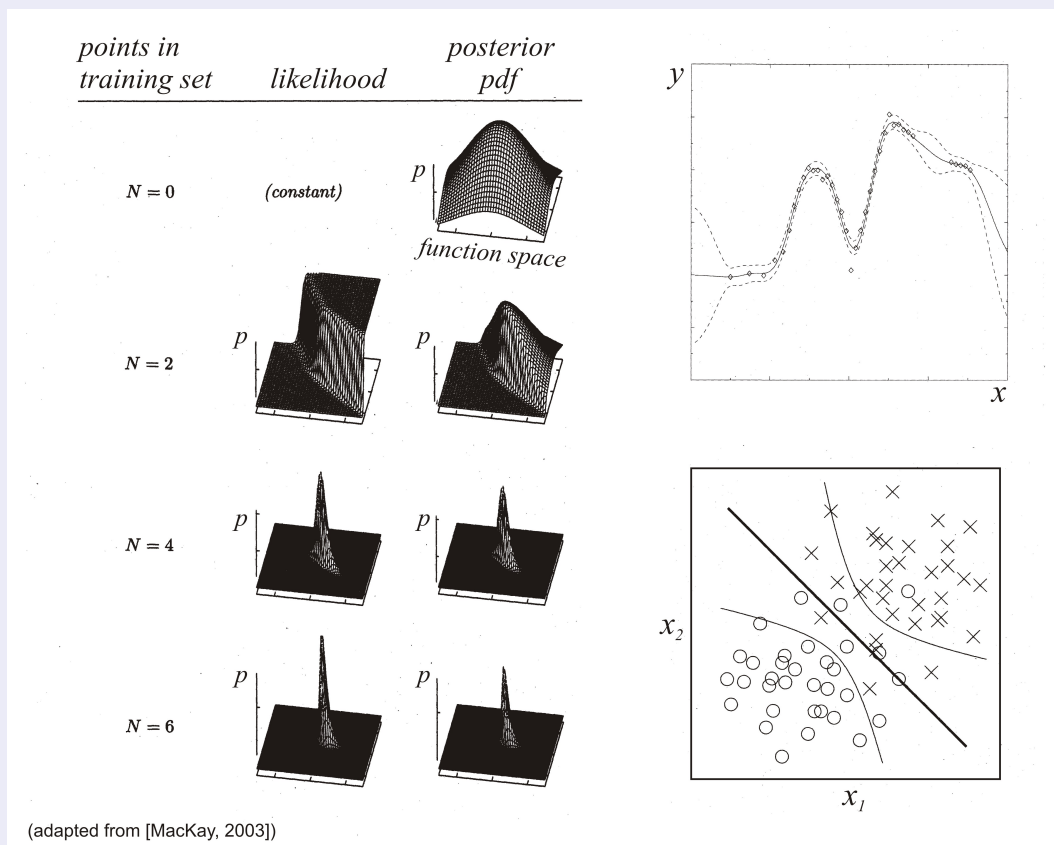 points in
training set
likelihood
posterior
pdf
N = 0
(constant)
p
function space
N = 2
p
p
N = 4
p
p
N = 6
p
p
(adapted from [MacKay, 2003])
y
x
x₂
x₁